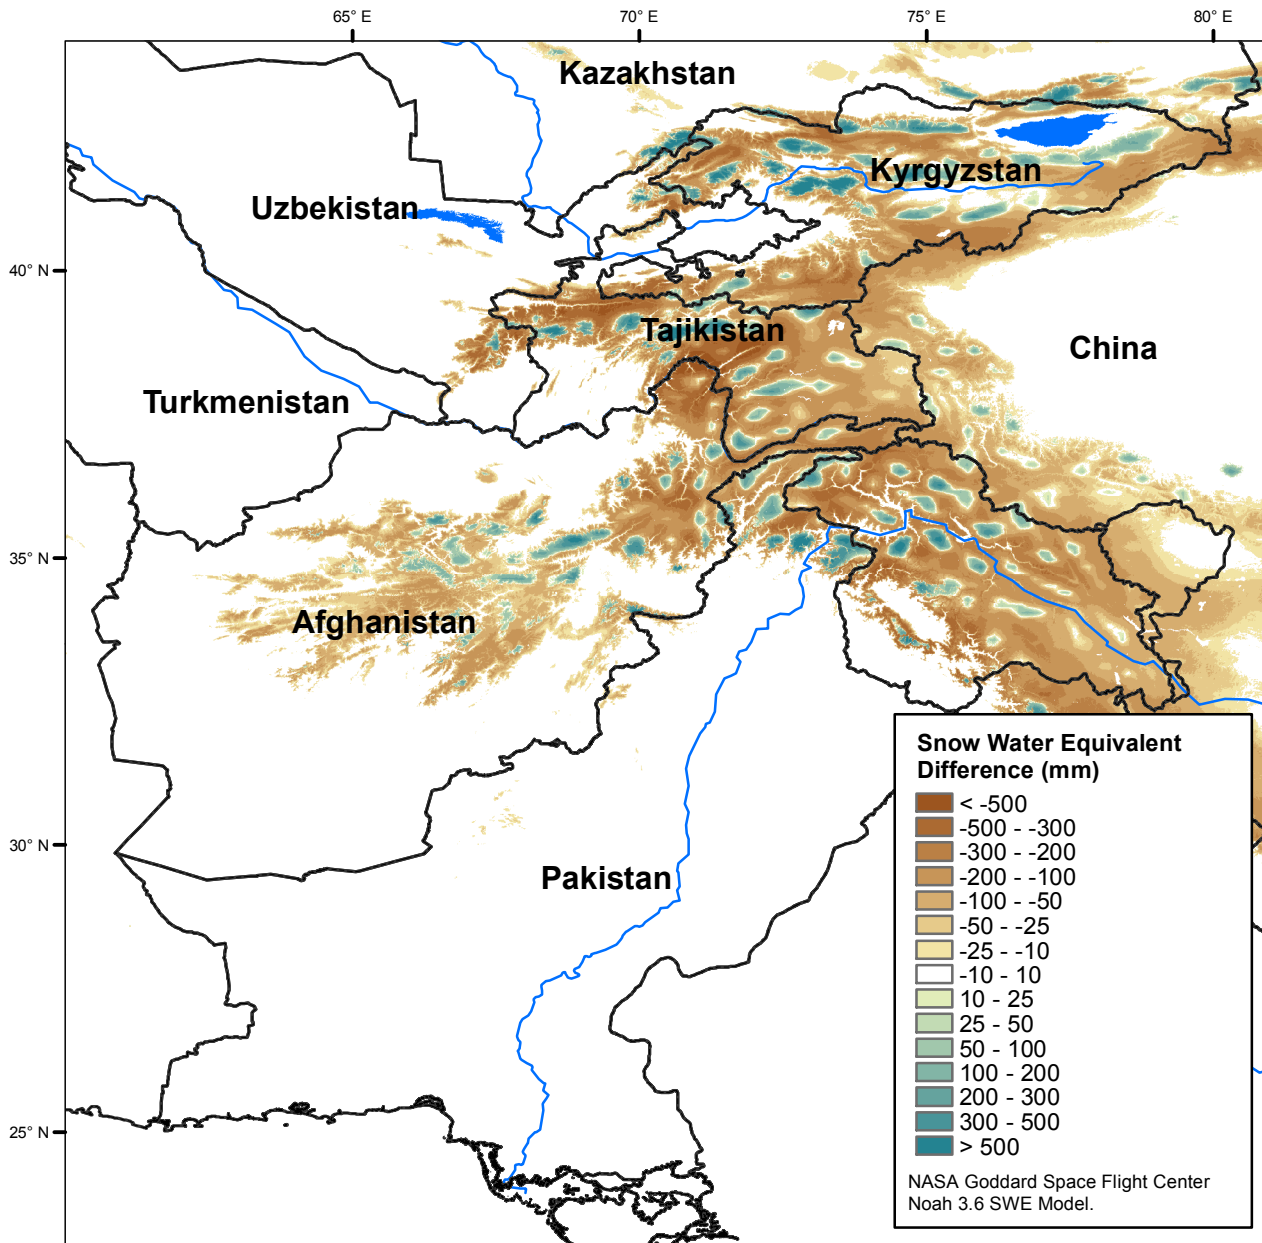 65° E
70° E
75° E
80° E
Kazakhstan
Kyrgyzstan
Uzbekistan
40° N
Tajikistan
China
Turkmenistan
35° N
Afghanistan
30° N
Pakistan
25° N
Snow Water Equivalent
Difference (mm)
< -500
-500 - -300
-300 - -200
-200 - -100
-100 - -50
-50 - -25
-25 - -10
-10 - 10
10 - 25
25 - 50
50 - 100
100 - 200
200 - 300
300 - 500
> 500
NASA Goddard Space Flight Center
Noah 3.6 SWE Model.